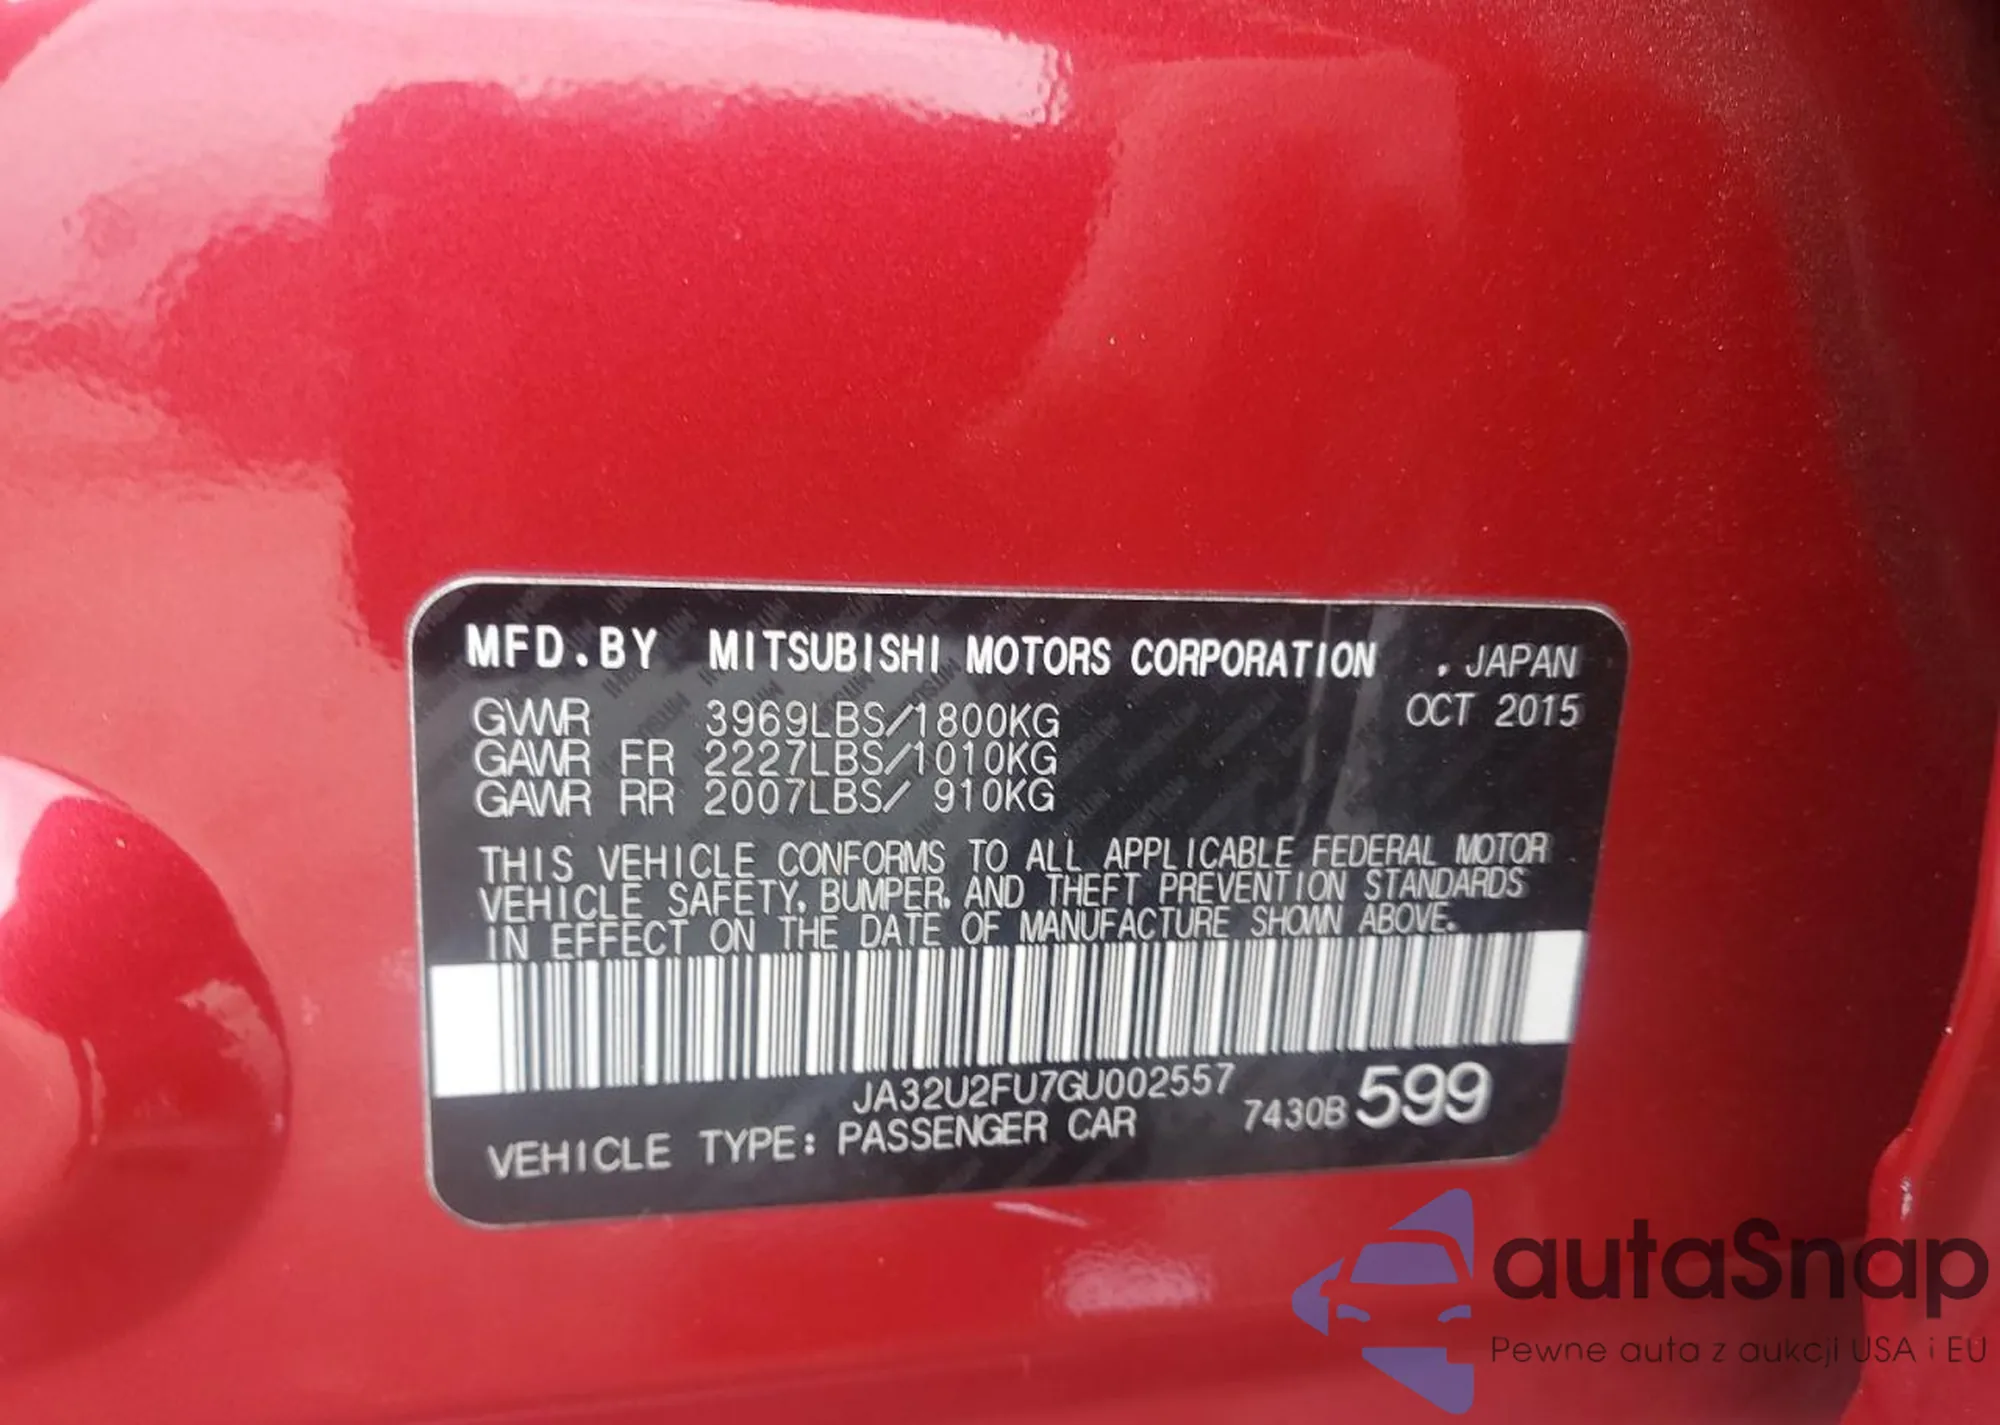 MFD.BY MITSUBISHI MOTORS CORPORATION . JAPAN
OCT 2015
GVWR 3969LBS/1800KG
GAWR FR 2227LBS/1010KG
GAWR RR 2007LBS/ 910KG
THIS VEHICLE CONFORMS TO ALL APPLICABLE FEDERAL MOTOR
VEHICLE SAFETY, BUMPER, AND THEFT PREVENTION STANDARDS
IN EFFECT ON THE DATE OF MANUFACTURE SHOWN ABOVE.
JA32U2FU7GU002557
VEHICLE TYPE: PASSENGER CAR 7430B 599
autaSnap
Pewne auta z aukcji USA i EU